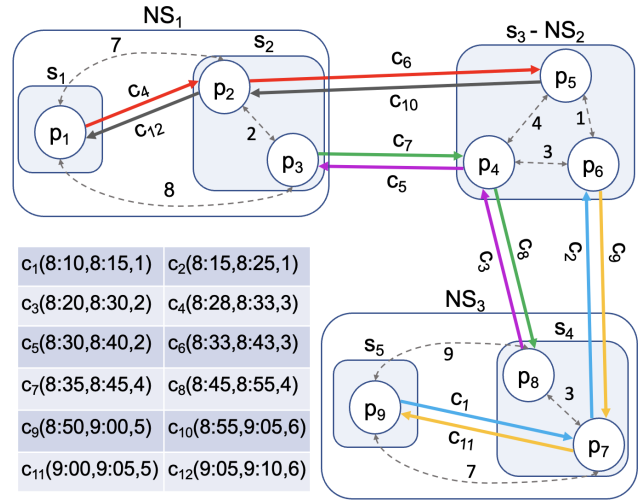 NS1
7
s1
s2
s3 - NS2
c4
c6
p5
p2
c12
c10
p1
4
1
2
c7
3
p3
p4
p6
c5
8
c3
c8
c2
c9
c1(8:10,8:15,1) c2(8:15,8:25,1)
c3(8:20,8:30,2) c4(8:28,8:33,3)
c5(8:30,8:40,2) c6(8:33,8:43,3)
c7(8:35,8:45,4) c8(8:45,8:55,4)
c9(8:50,9:00,5) c10(8:55,9:05,6)
c11(9:00,9:05,5) c12(9:05,9:10,6)
NS3
s4
s5
9
p8
c1
3
p9
c11
p7
7